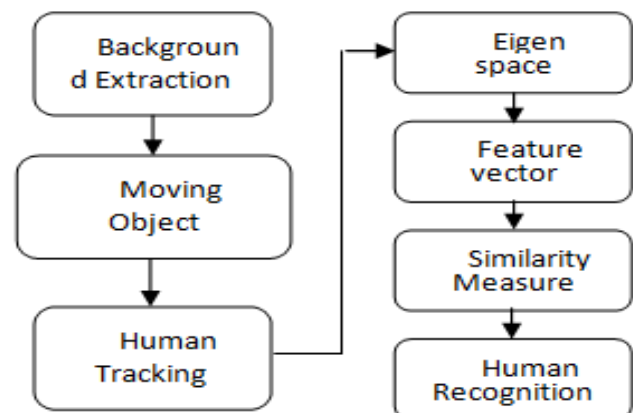 Backgroun
d Extraction
Moving
Object
Human
Tracking
Eigen
space
Feature
vector
Similarity
Measure
Human
Recognition